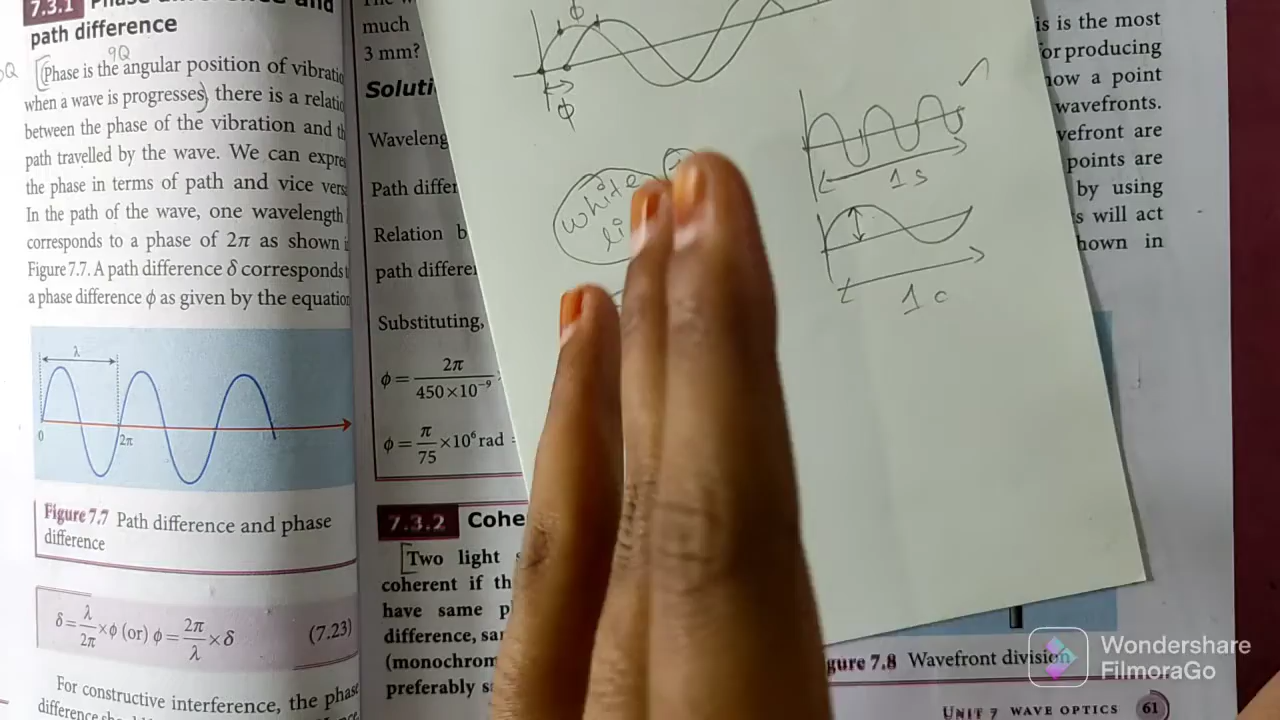 7.3.1
path difference
9Q
Phase is the angular position of vibratio
when a wave is progresses, there is a relatio
between the phase of the vibration and th
path travelled by the wave. We can expre
the phase in terms of path and vice vers
In the path of the wave, one wavelength
corresponds to a phase of 2π as shown i
Figure 7.7. A path difference δ corresponds t
a phase difference ϕ as given by the equation
λ
0
2π
Figure 7.7 Path difference and phase
difference
δ = λ/2π × ϕ (or) ϕ = 2π/λ × δ (7.23)
For constructive interference, the phase
much
3 mm?
Soluti
Waveleng
Path differ
Relation b
path differe
Substituting,
ϕ = 2π/450×10⁻⁹
ϕ = π/75 ×10⁶ rad =
7.3.2 Cohe
Two light s
coherent if th
have same p
difference, sar
(monochrom
preferably s
ϕ
ϕ
white
li
1 s
1
is is the most
for producing
how a point
wavefronts.
vefront are
points are
by using
s will act
hown in
gure 7.8 Wavefront division
UNIT 7 WAVE OPTICS 61
Wondershare
FilmoraGo